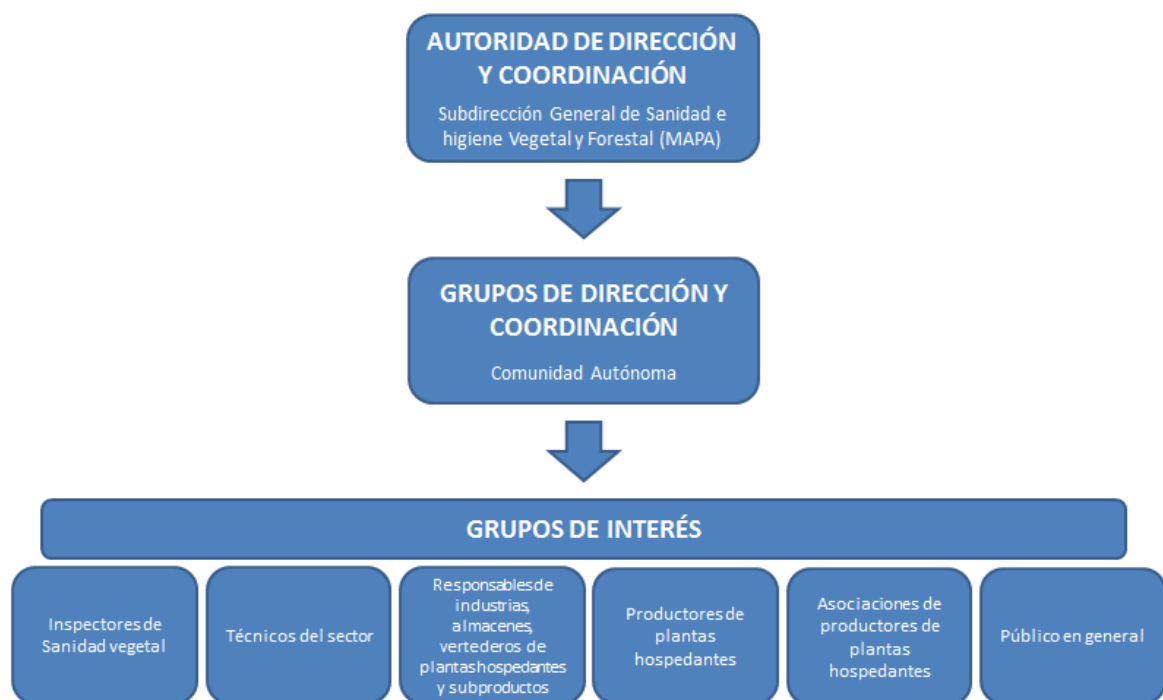 AUTORIDAD DE DIRECCIÓN
Y COORDINACIÓN
Subdirección General de Sanidad e
higiene Vegetal y Forestal (MAPA)
GRUPOS DE DIRECCIÓN Y
COORDINACIÓN
Comunidad Autónoma
GRUPOS DE INTERÉS
Inspectores de
Sanidad vegetal
Técnicos del sector
Responsables de
industrias,
almacenes,
vertederos de
plantas hospedantes
y subproductos
Productores de
plantas
hospedantes
Asociaciones de
productores de
plantas
hospedantes
Público en general